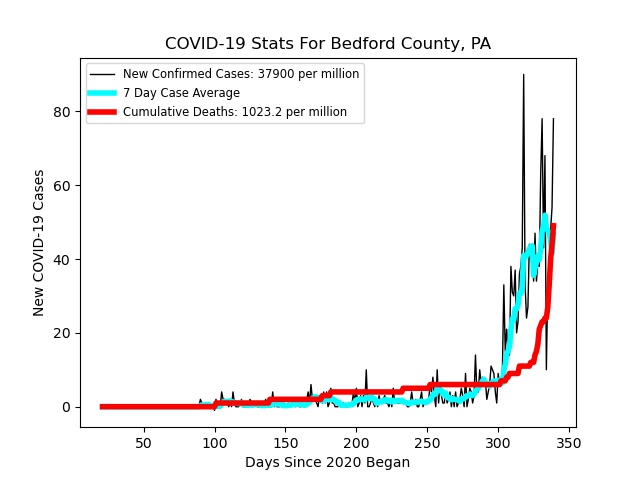 COVID-19 Stats For Bedford County, PA
New Confirmed Cases: 37900 per million
7 Day Case Average
Cumulative Deaths: 1023.2 per million
New COVID-19 Cases
80
60
40
20
0
50 100 150 200 250 300 350
Days Since 2020 Began